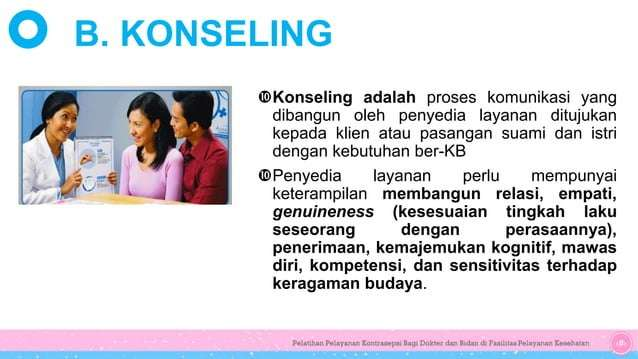 B. KONSELING
Konseling adalah proses komunikasi yang
dibangun oleh penyedia layanan ditujukan
kepada klien atau pasangan suami dan istri
dengan kebutuhan ber-KB
Penyedia layanan perlu mempunyai
keterampilan membangun relasi, empati,
genuineness (kesesuaian tingkah laku
seseorang dengan perasaannya),
penerimaan, kemajemukan kognitif, mawas
diri, kompetensi, dan sensitivitas terhadap
keragaman budaya.
Pelatihan Pelayanan Kontrasepsi Bagi Dokter dan Bidan di Fasilitas Pelayanan Kesehatan